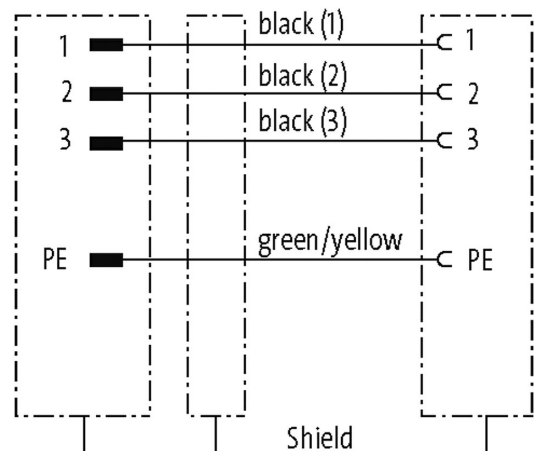 1 black (1) 1
2 black (2) 2
3 black (3) 3
PE green/yellow PE
Shield